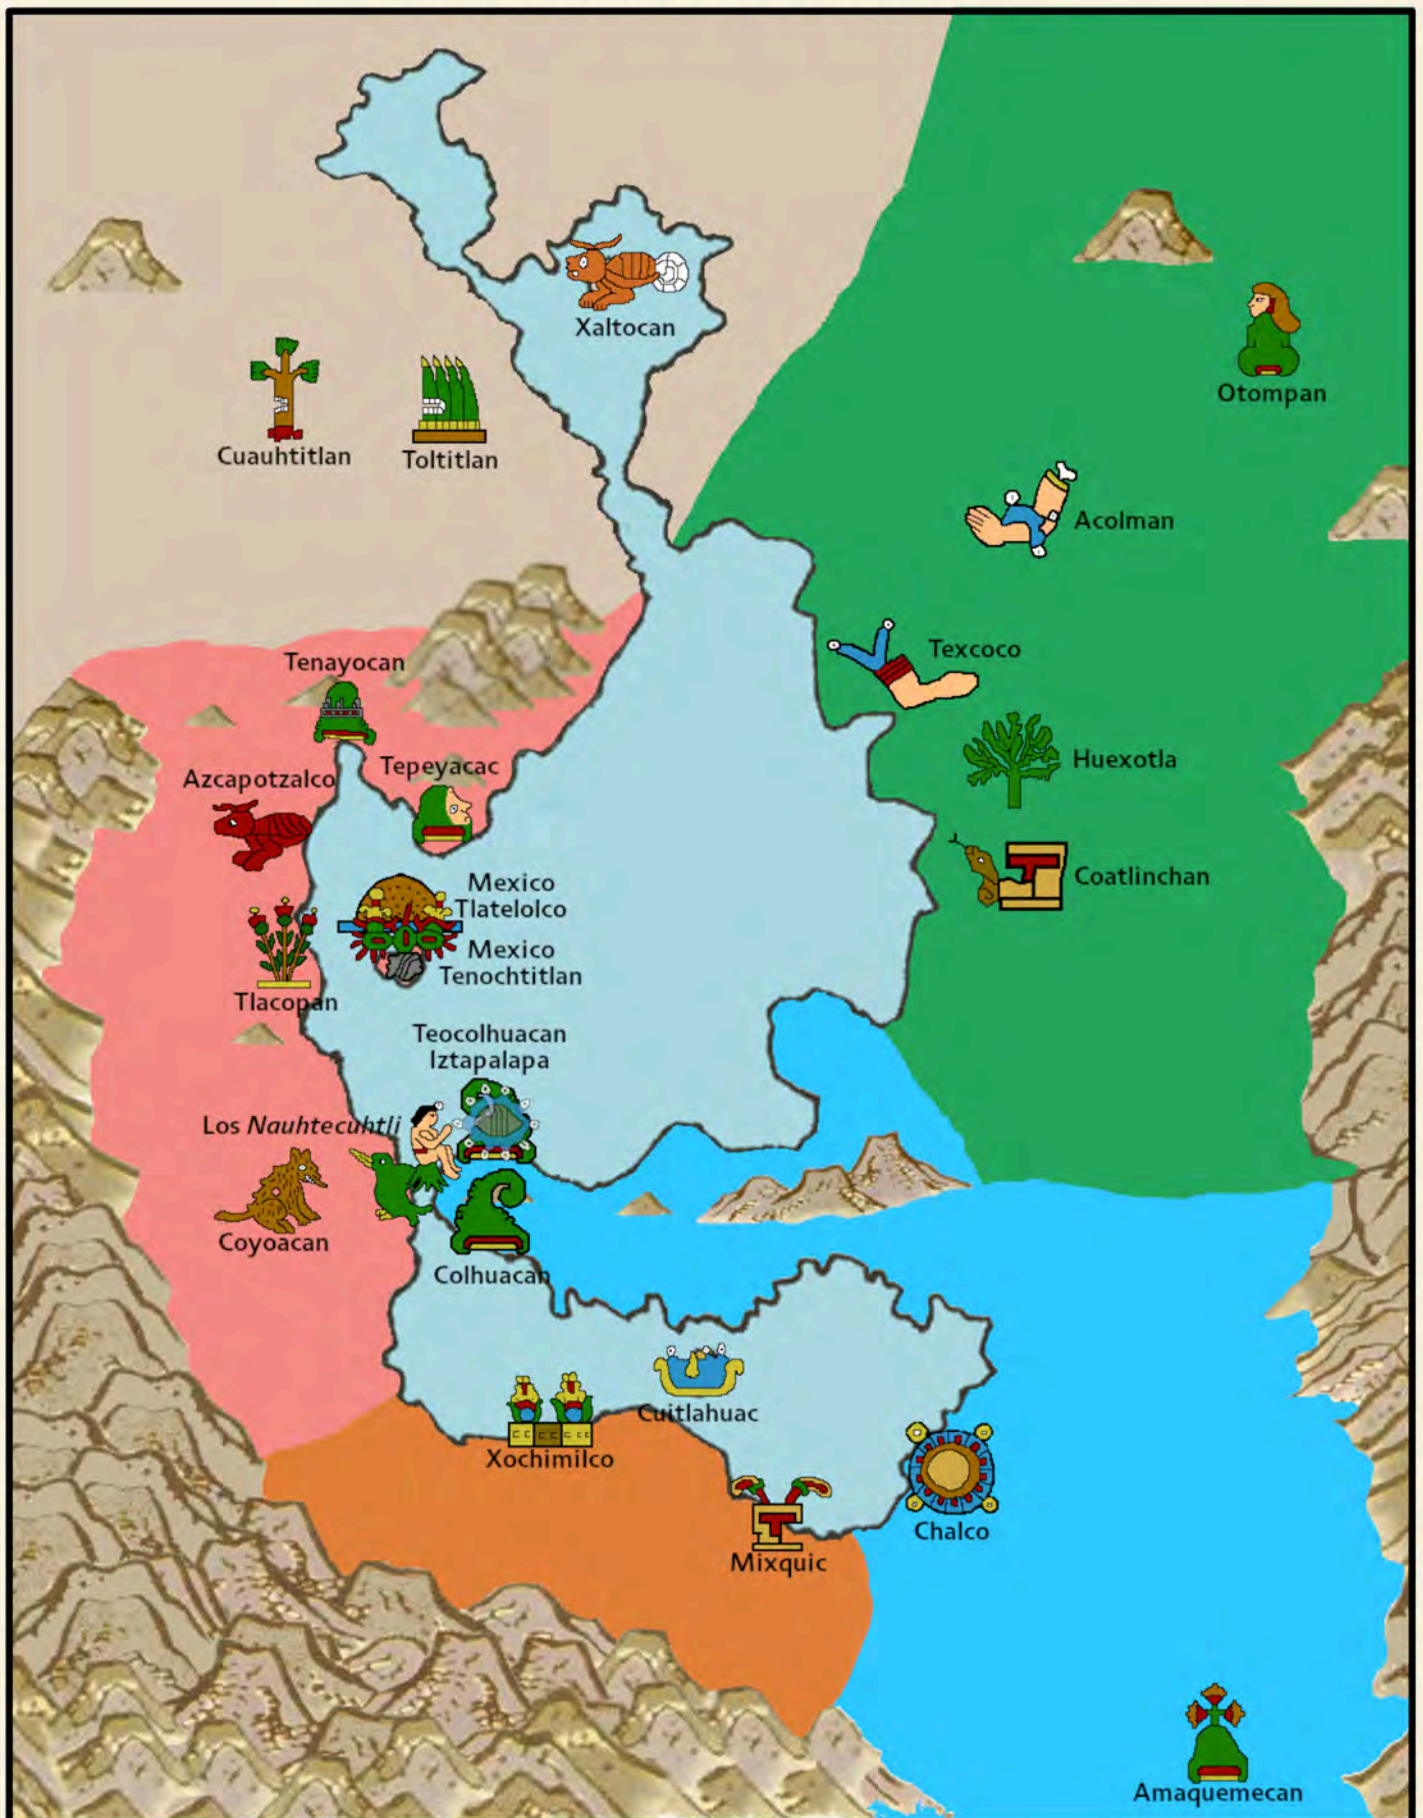 Xaltocan
Otompan
Cuauhtitlan
Toltitlan
Acolman
Texcoco
Tenayocan
Huexotla
Tepeyacac
Azcapotzalco
Coatlinchan
Mexico
Tlatelolco
Mexico
Tenochtitlan
Tlacopan
Teocolhuacan
Iztapalapa
Los Nauhtecuhtli
Coyoacan
Colhuacan
Cuitlahuac
Xochimilco
Chalco
Mixquic
Amaquemecan